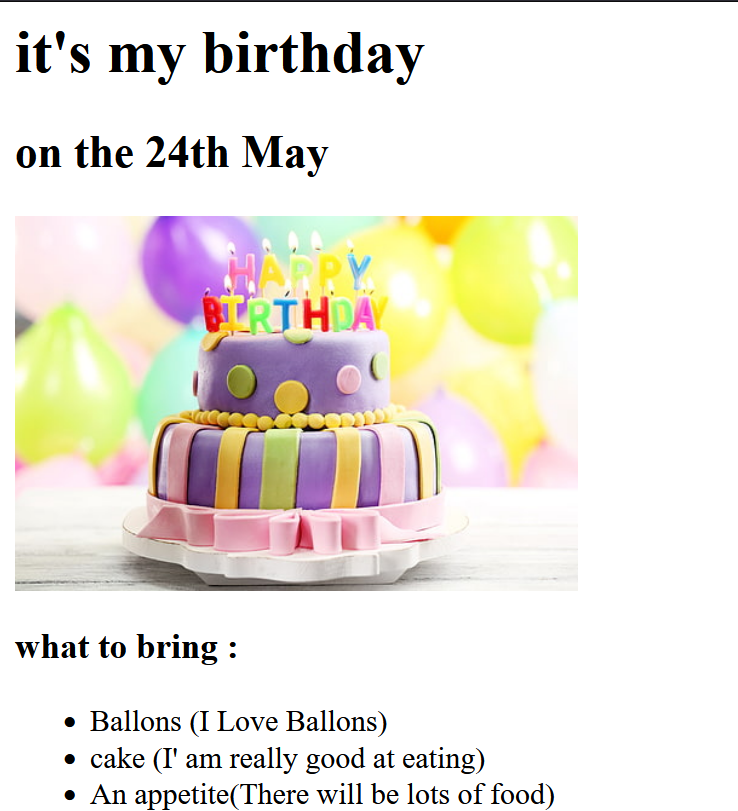 it's my birthday
on the 24th May
HAPPY
BIRTHDAY
what to bring :
Ballons (I Love Ballons)
cake (I' am really good at eating)
An appetite(There will be lots of food)